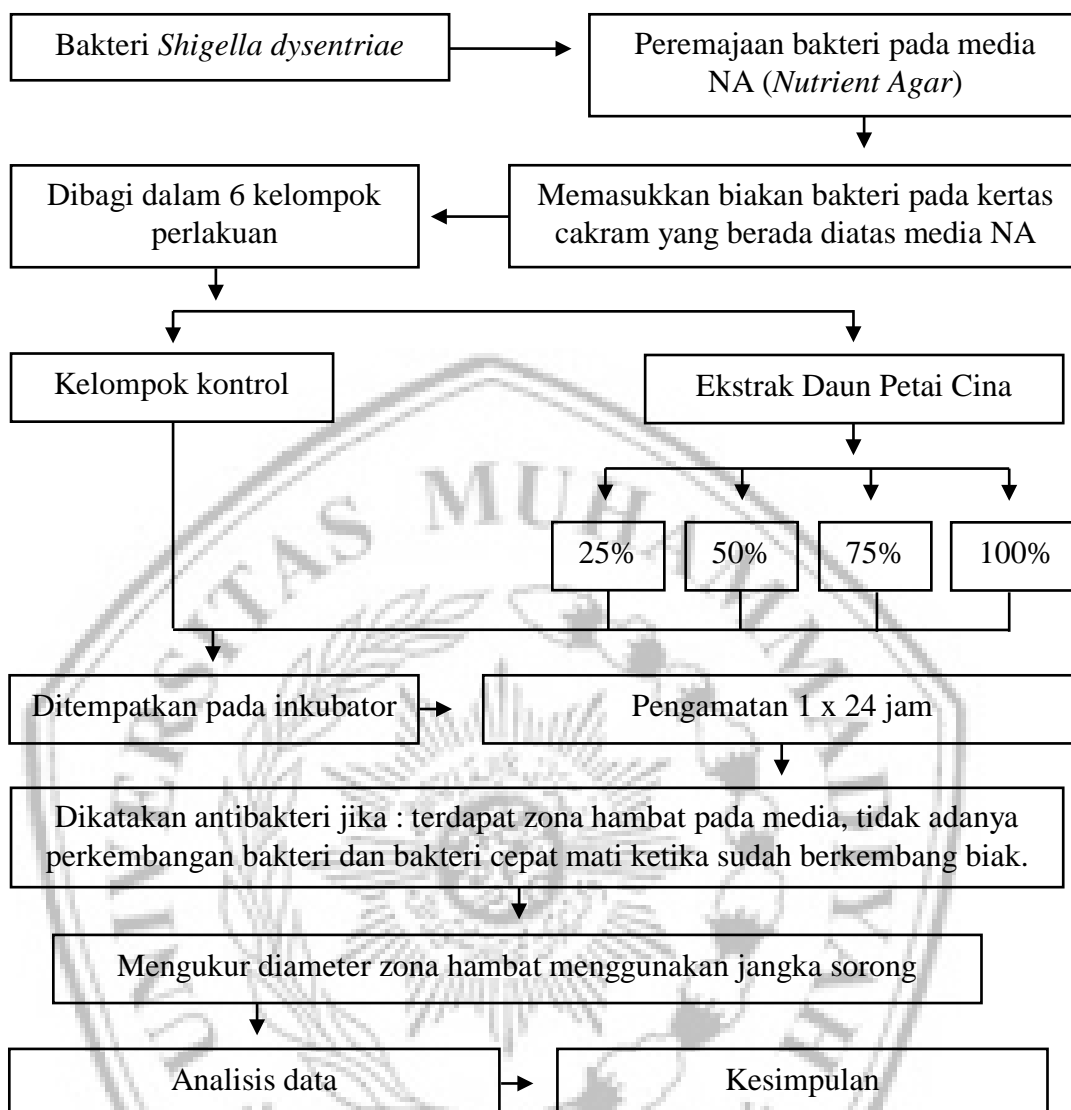 Bakteri Shigella dysentriae
Peremajaan bakteri pada media
NA (Nutrient Agar)
Memasukkan biakan bakteri pada kertas
cakram yang berada diatas media NA
Dibagi dalam 6 kelompok
perlakuan
Kelompok kontrol
Ekstrak Daun Petai Cina
25%
50%
75%
100%
Ditempatkan pada inkubator
Pengamatan 1 x 24 jam
Dikatakan antibakteri jika : terdapat zona hambat pada media, tidak adanya
perkembangan bakteri dan bakteri cepat mati ketika sudah berkembang biak.
Mengukur diameter zona hambat menggunakan jangka sorong
Analisis data
Kesimpulan
UNIVERSITAS MUHAMMADIYAH